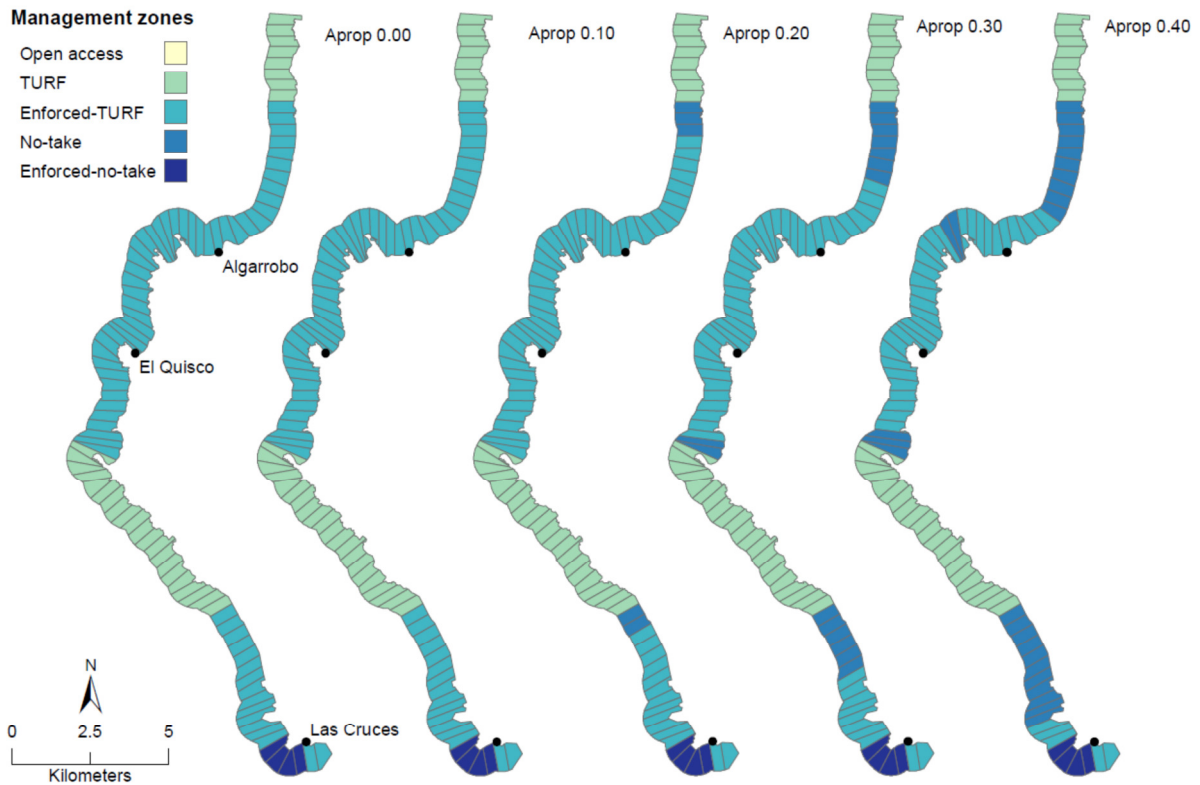 Management zones
Open access
TURF
Enforced-TURF
No-take
Enforced-no-take
Aprop 0.00
Aprop 0.10
Aprop 0.20
Aprop 0.30
Aprop 0.40
Algarrobo
El Quisco
Las Cruces
N
0 2.5 5
Kilometers